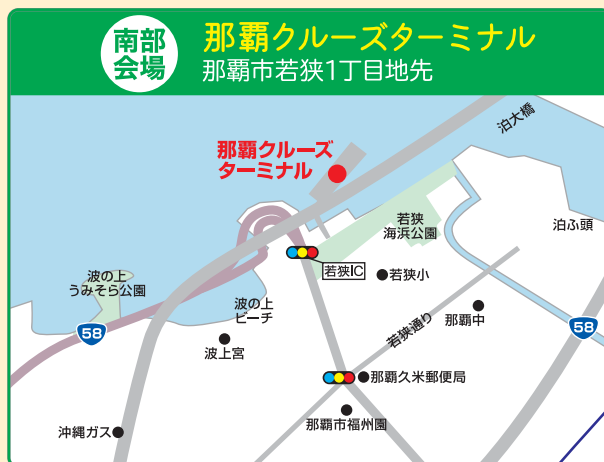 南部
会場
那覇クルーズターミナル
那覇市若狭1丁目地先
泊大橋
那覇クルーズ
ターミナル
若狭
海浜公園
泊ふ頭
若狭IC
若狭小
波の上
うみそら公園
波の上
ビーチ
58
波上宮
若狭通り
那覇中
58
那覇久米郵便局
那覇市福州園
沖縄ガス